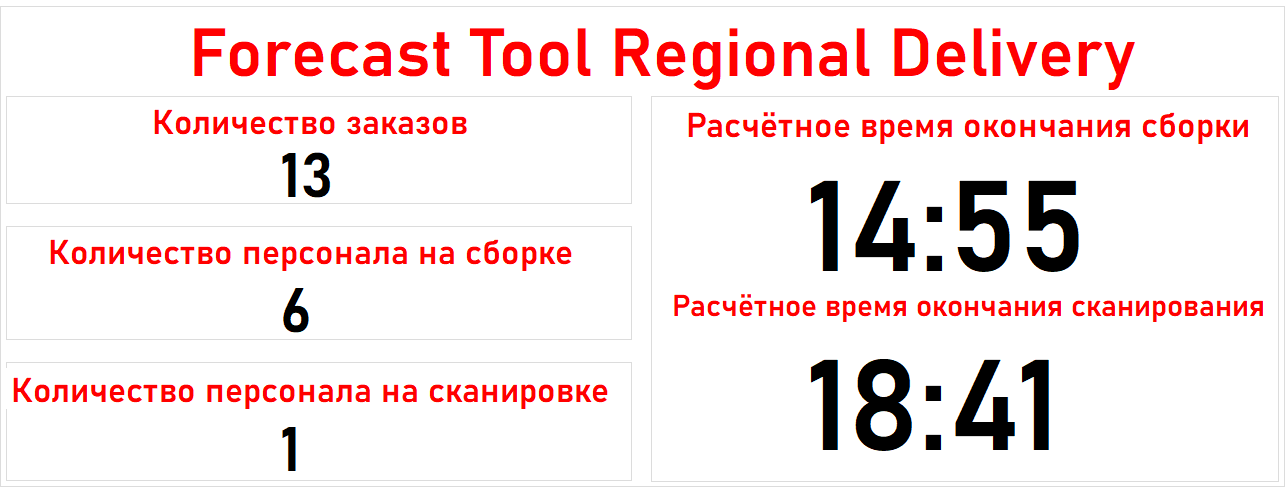 Forecast Tool Regional Delivery
Количество заказов
13
Количество персонала на сборке
6
Количество персонала на сканировке
1
Расчётное время окончания сборки
14:55
Расчётное время окончания сканирования
18:41